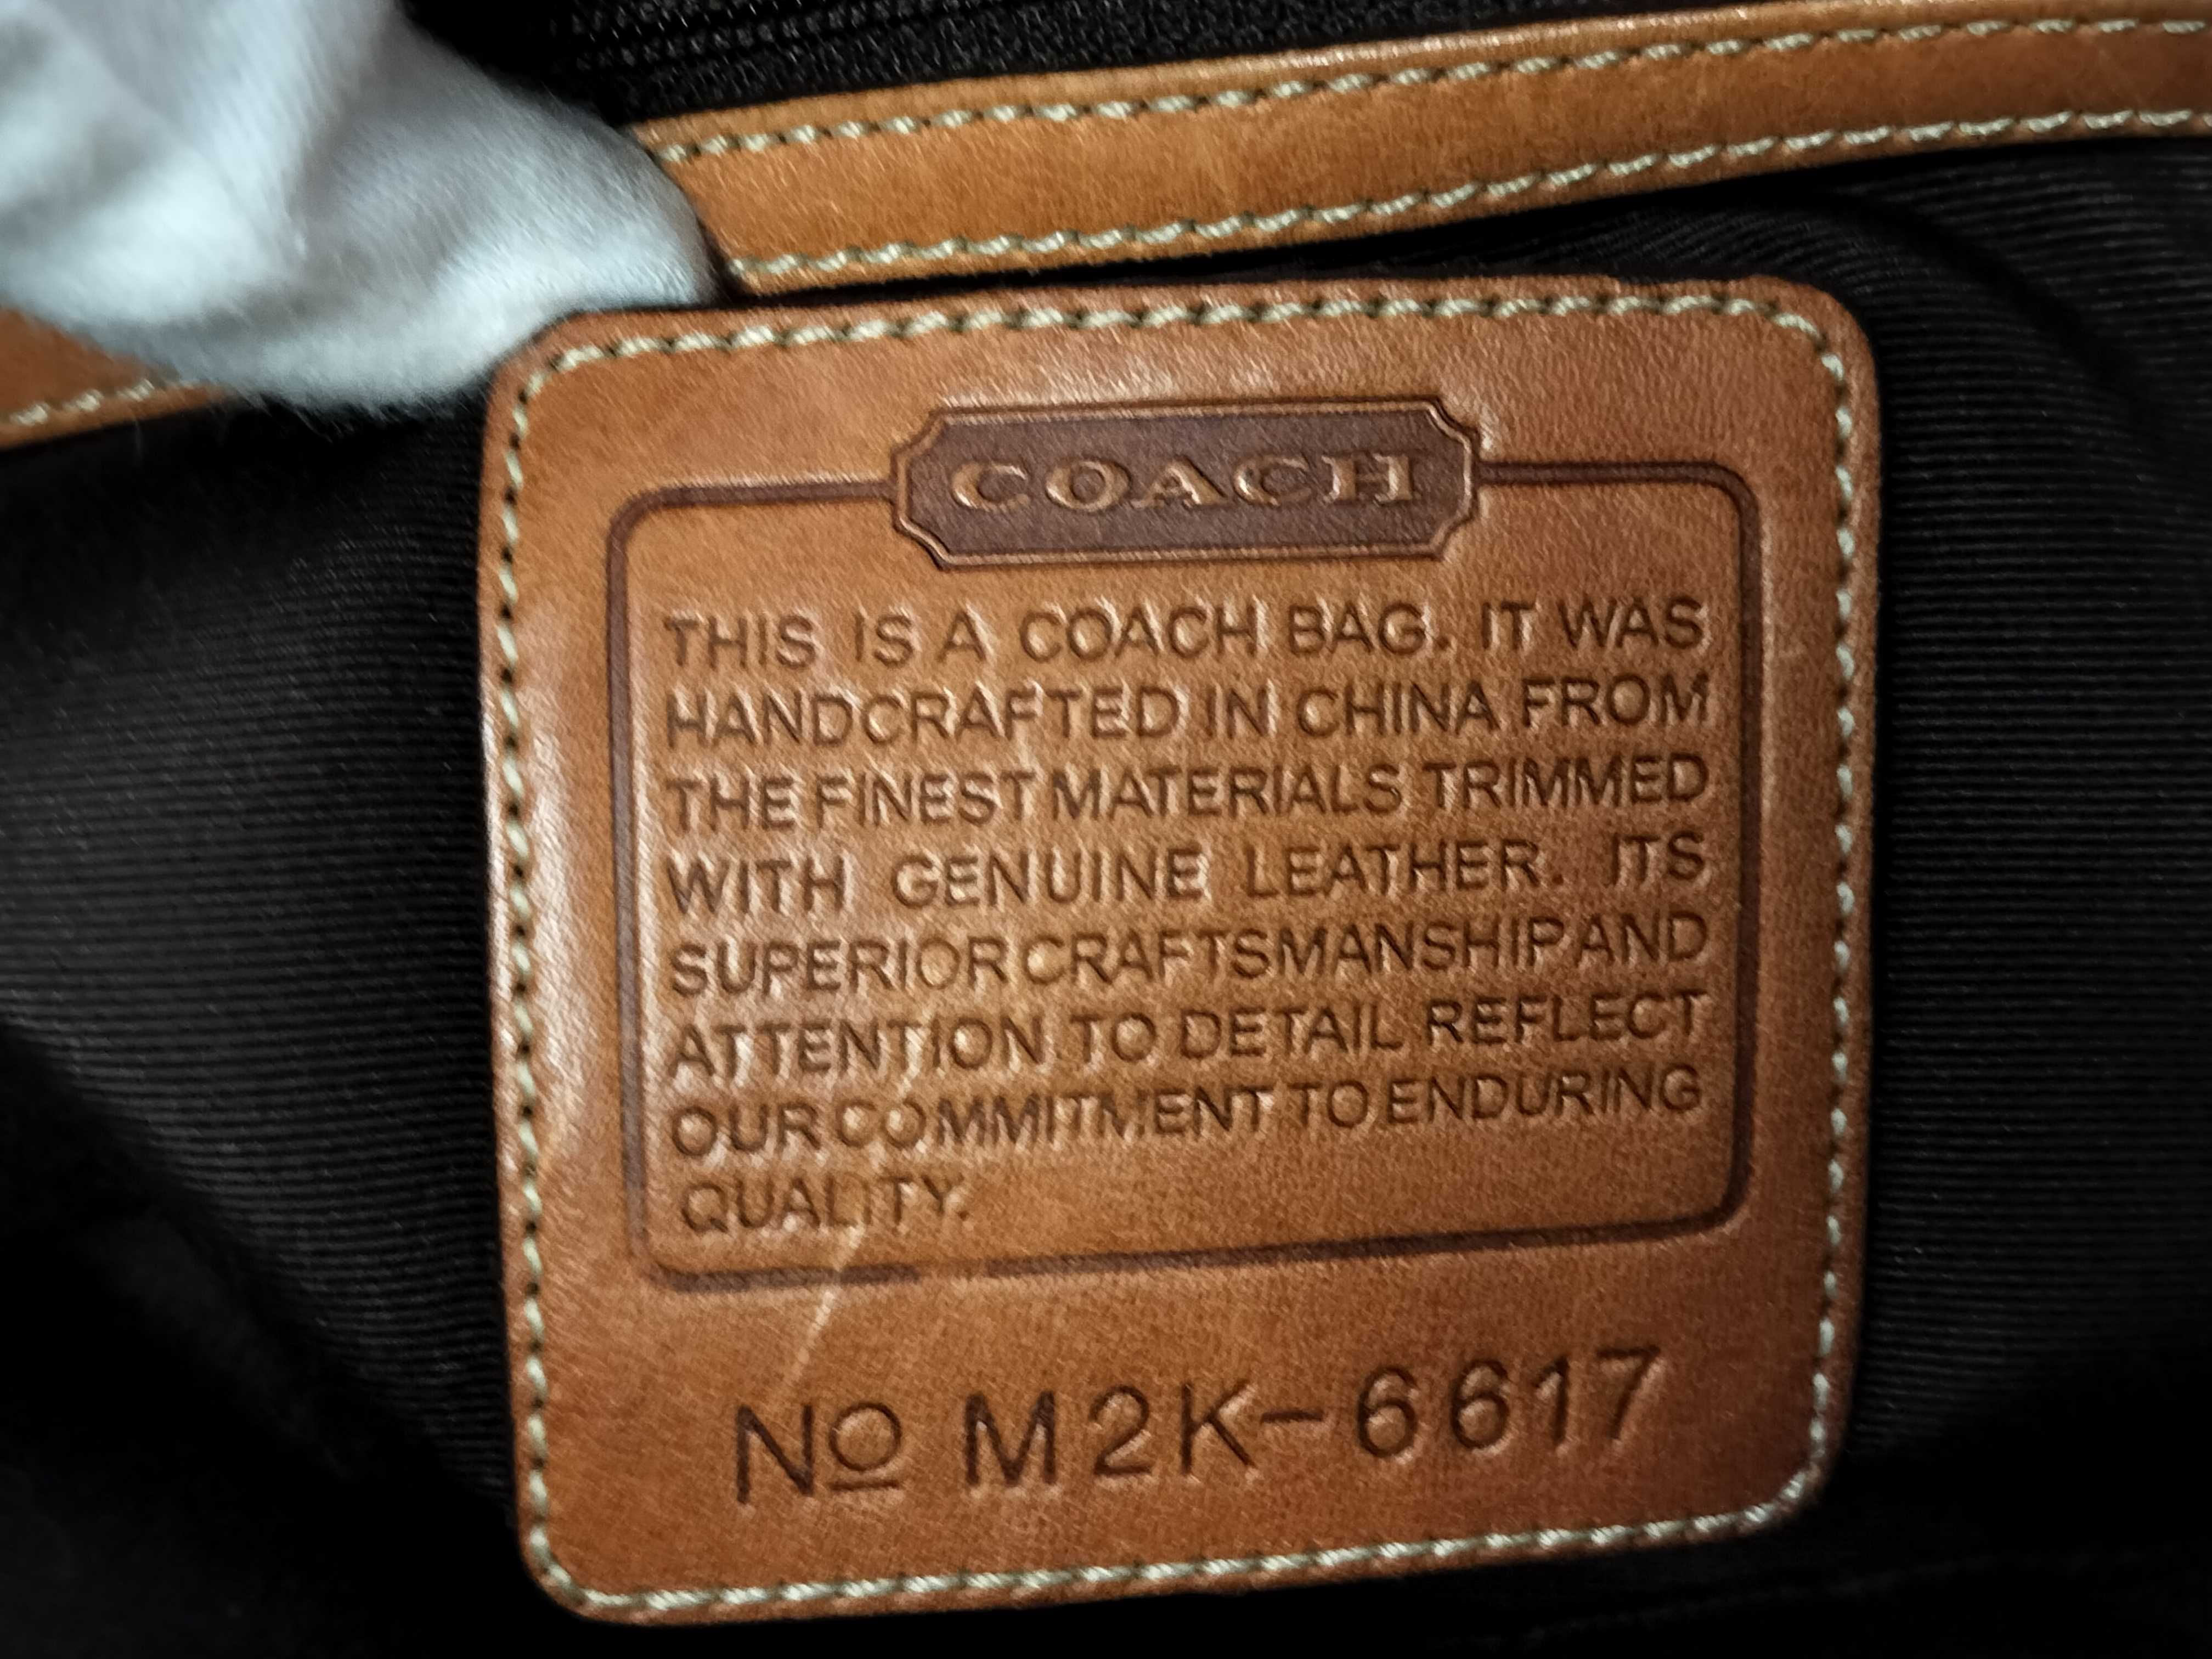 COACH
THIS IS A COACH BAG. IT WAS
HANDCRAFTED IN CHINA FROM
THE FINEST MATERIALS TRIMMED
WITH GENUINE LEATHER. ITS
SUPERIOR CRAFTSMANSHIP AND
ATTENTION TO DETAIL REFLECT
OUR COMMITMENT TO ENDURING
QUALITY.
Nº M2K-6617